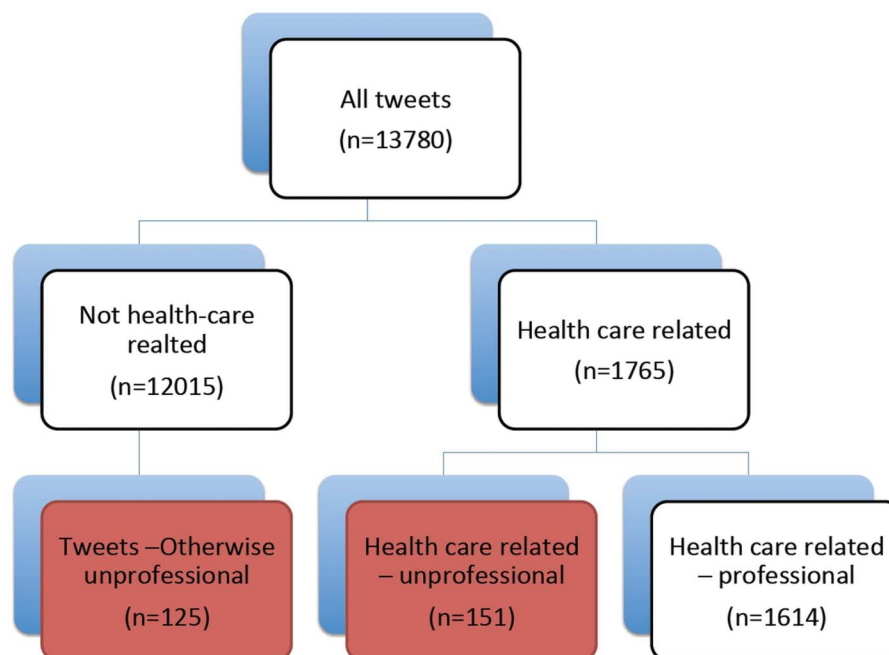 All tweets
(n=13780)
Not health-care
realted
(n=12015)
Health care related
(n=1765)
Tweets –Otherwise
unprofessional
(n=125)
Health care related
– unprofessional
(n=151)
Health care related
– professional
(n=1614)